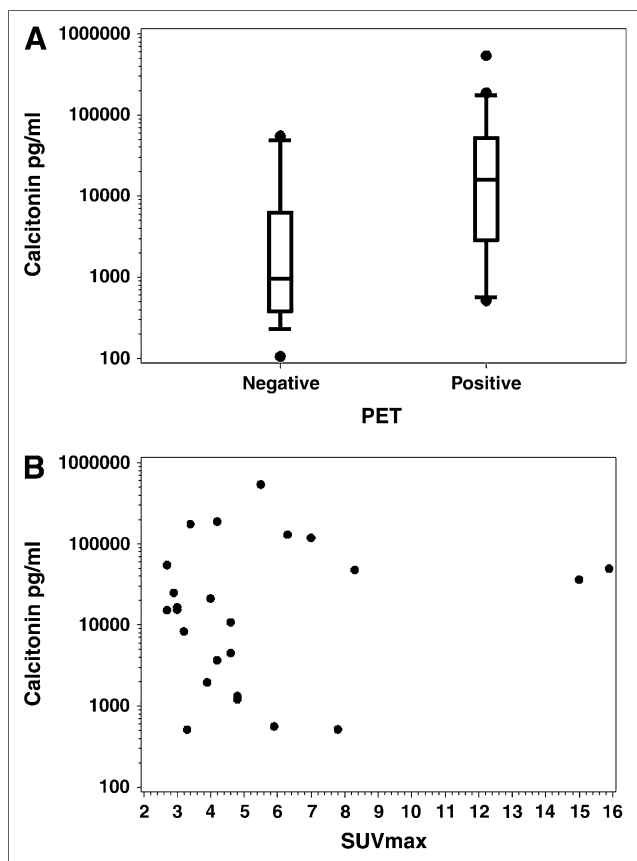 A
1000000
100000
10000
1000
100
Calcitonin pg/ml
Negative Positive
PET
B
1000000
100000
10000
1000
100
Calcitonin pg/ml
2 3 4 5 6 7 8 9 10 11 12 13 14 15 16
SUVmax